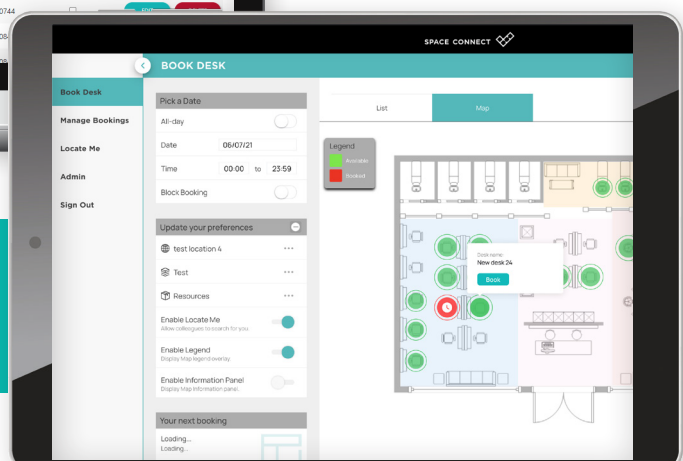 0744
SPACE CONNECT
BOOK DESK
Book Desk
Manage Bookings
Locate Me
Admin
Sign Out
Pick a Date
All-day
Date 06/07/21
Time 00:00 to 23:59
Block Booking
Update your preferences
test location 4
Test
Resources
Enable Locate Me
Allow colleagues to search for you.
Enable Legend
Display Map legend overlay
Enable Information Panel
Display Map Information panel.
Your next booking
Loading...
Loading...
List
Map
Legend
Available
Booked
Desk name:
New desk 24
Book